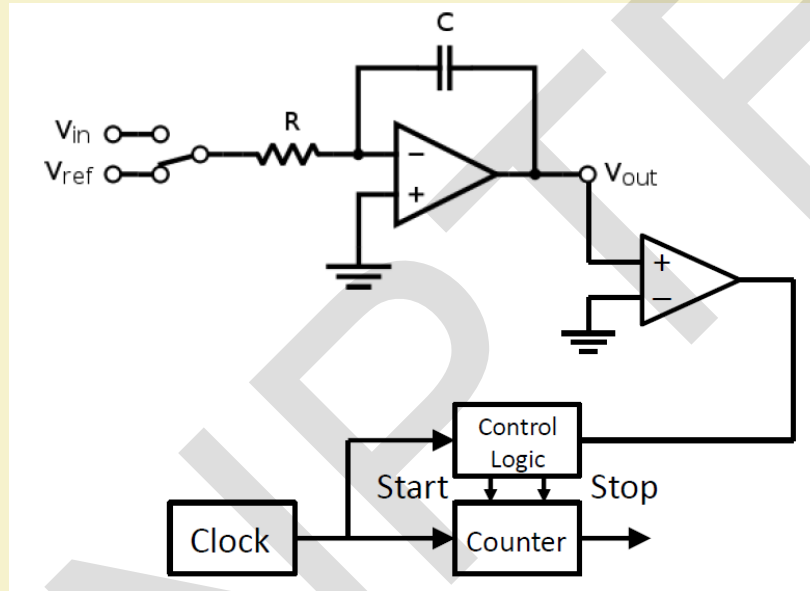 C
R
Vin
Vref
−
+
Vout
+
−
Control
Logic
Start
Stop
Clock
Counter